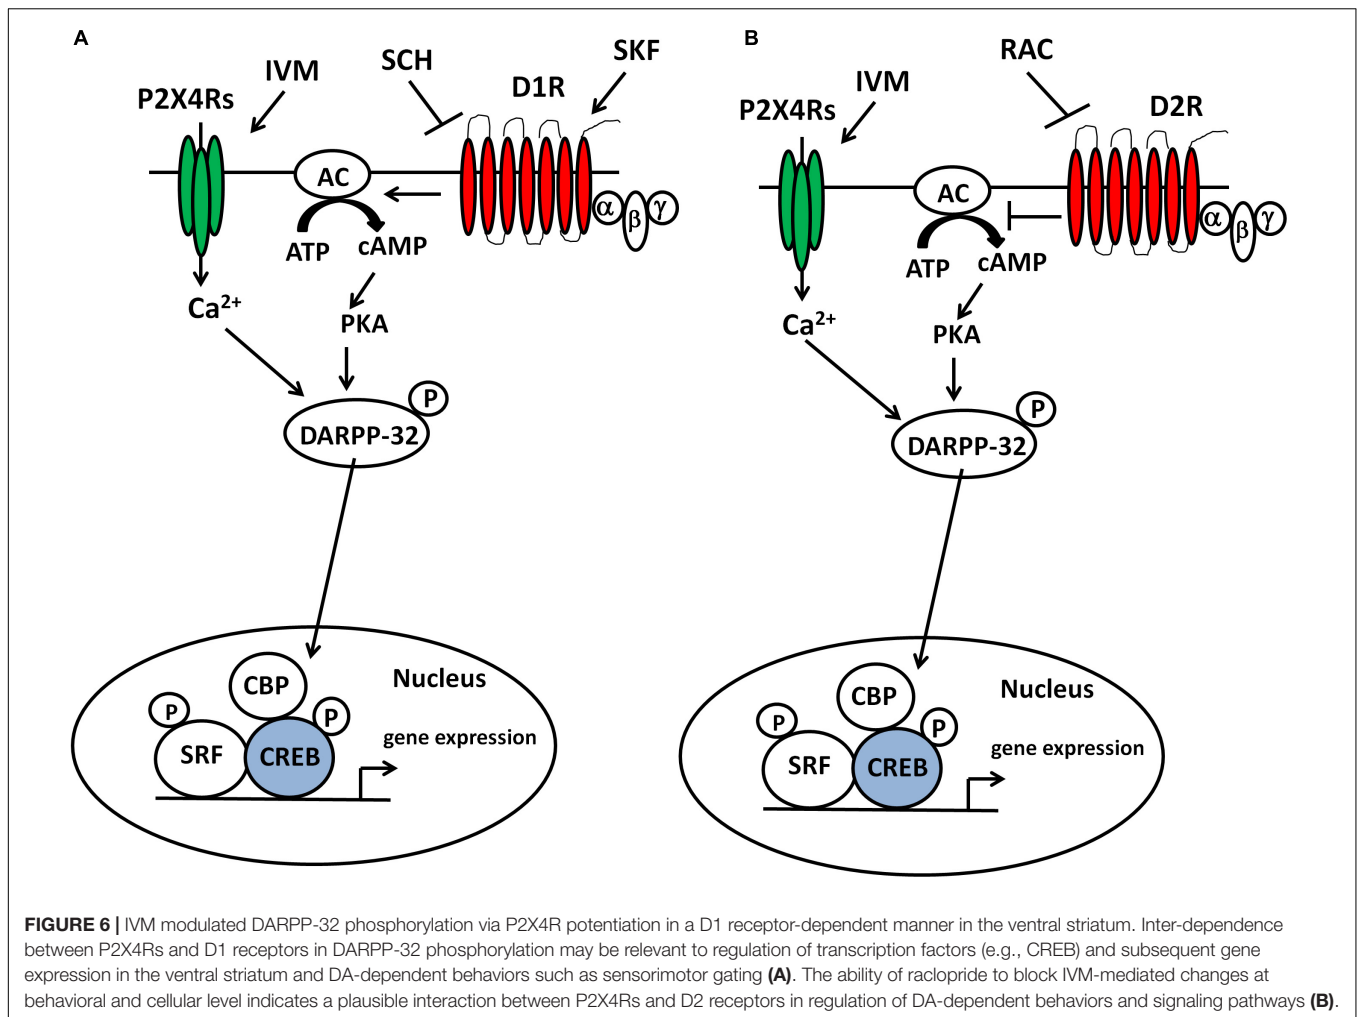 A
P2X4Rs
IVM
SCH
D1R
SKF
AC
ATP
cAMP
α
β
γ
Ca2+
PKA
P
DARPP-32
CBP
Nucleus
P
P
SRF
CREB
gene expression
B
P2X4Rs
IVM
RAC
D2R
AC
ATP
cAMP
α
β
γ
Ca2+
PKA
P
DARPP-32
CBP
Nucleus
P
P
SRF
CREB
gene expression
FIGURE 6 | IVM modulated DARPP-32 phosphorylation via P2X4R potentiation in a D1 receptor-dependent manner in the ventral striatum. Inter-dependence
between P2X4Rs and D1 receptors in DARPP-32 phosphorylation may be relevant to regulation of transcription factors (e.g., CREB) and subsequent gene
expression in the ventral striatum and DA-dependent behaviors such as sensorimotor gating (A). The ability of raclopride to block IVM-mediated changes at
behavioral and cellular level indicates a plausible interaction between P2X4Rs and D2 receptors in regulation of DA-dependent behaviors and signaling pathways (B).